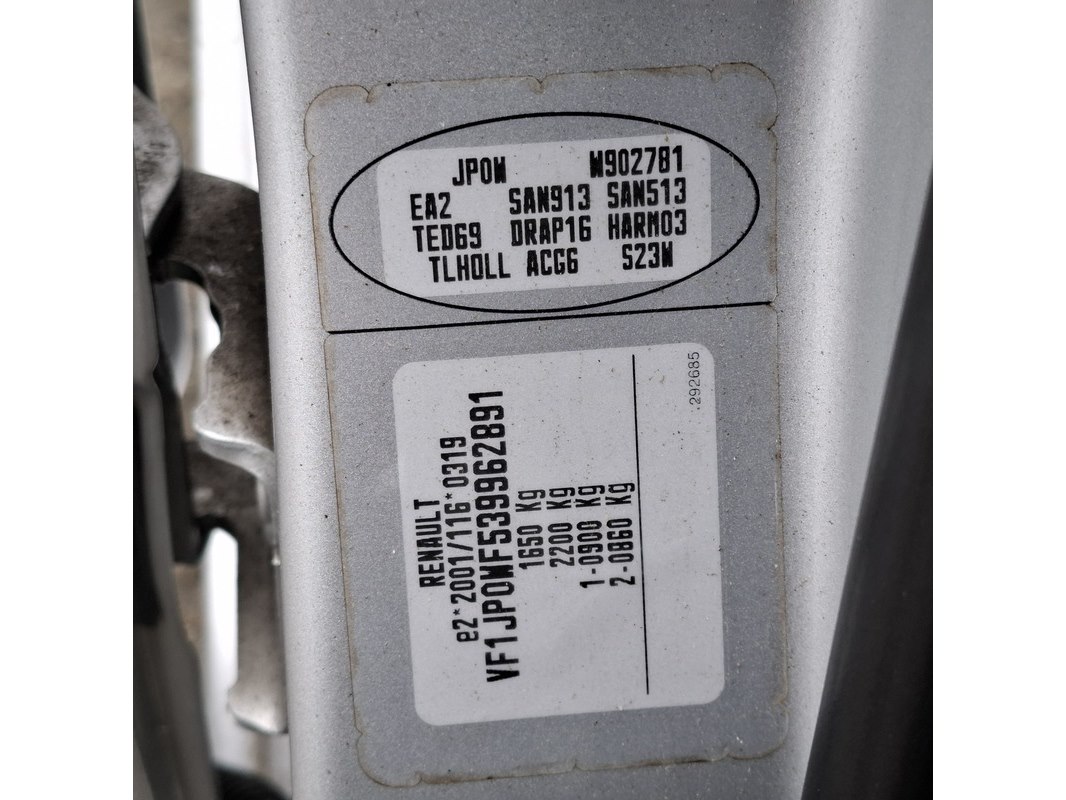 JP0W W902781
EA2 SAN913 SAN513
TED69 DRAP16 HARM03
TLHOLL ACG6 S23W
RENAULT
e2*2001/116*0319
VF1JP0WF539962891
1650 Kg
2200 Kg
1-0900 Kg
2-0860 Kg
292685